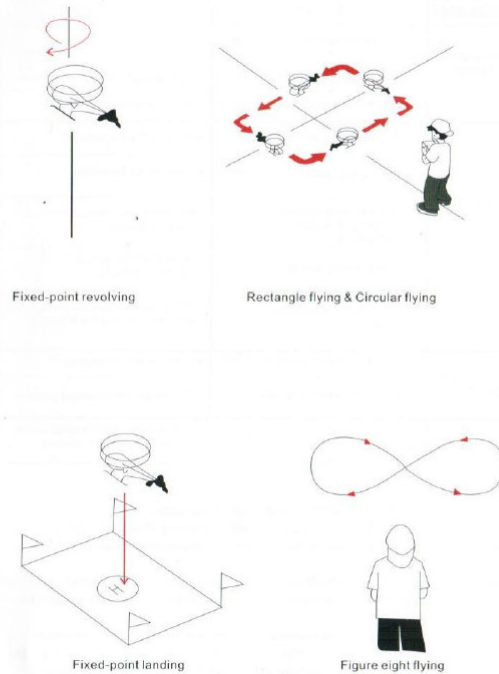 Fixed-point revolving
Rectangle flying & Circular flying
H
Fixed-point landing
Figure eight flying